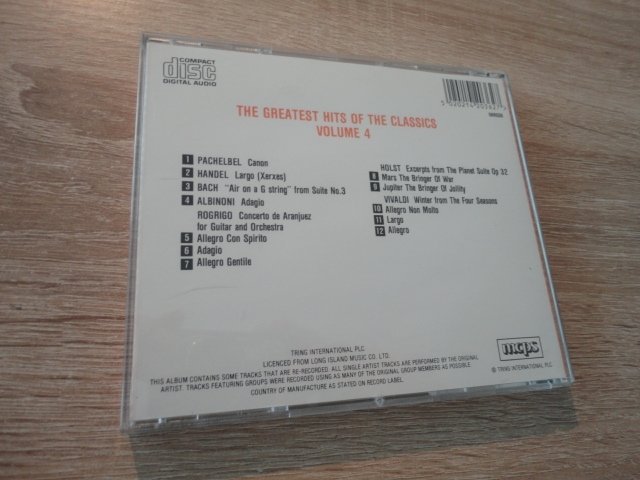 COMPACT
disc
DIGITAL AUDIO
THE GREATEST HITS OF THE CLASSICS
VOLUME 4
1 PACHELBEL Canon
2 HANDEL Largo (Xerxes)
3 BACH "Air on a G string" from Suite No.3
4 ALBINONI Adagio
ROGRIGO Concerto de Aranjuez
for Guitar and Orchestra
5 Allegro Con Spirito
6 Adagio
7 Allegro Gentile
HOLST Excerpts from The Planet Suite Op 32
8 Mars The Bringer Of War
9 Jupiter The Bringer Of Jollity
VIVALDI Winter from The Four Seasons
10 Allegro Non Molto
11 Largo
12 Allegro
TRING INTERNATIONAL PLC
LICENCED FROM LONG ISLAND MUSIC CO. LTD.
THIS ALBUM CONTAINS SOME TRACKS THAT ARE RE-RECORDED. ALL SINGLE ARTIST TRACKS ARE PERFORMED BY THE ORIGINAL
ARTIST. TRACKS FEATURING GROUPS WERE RECORDED USING AS MANY OF THE ORIGINAL GROUP MEMBERS AS POSSIBLE.
COUNTRY OF MANUFACTURE AS STATED ON RECORD LABEL.
mcps
© TRING INTERNATIONAL PLC